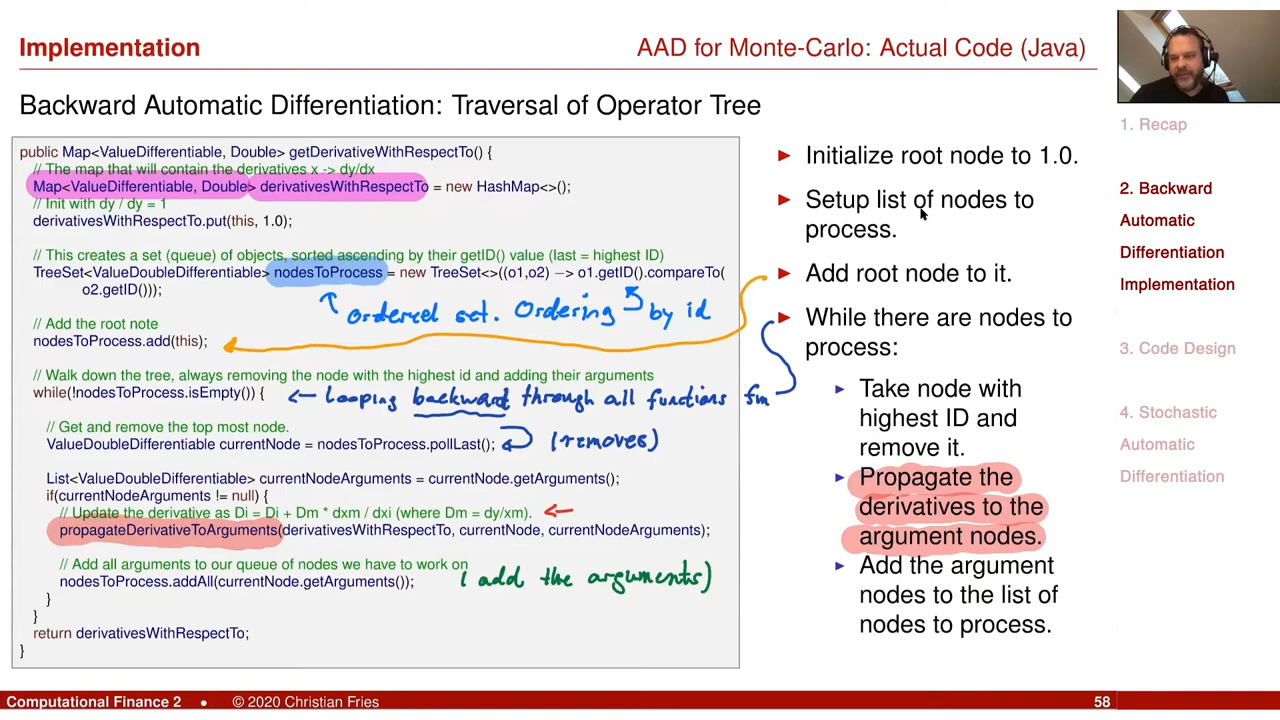 Implementation
AAD for Monte-Carlo: Actual Code (Java)
Backward Automatic Differentiation: Traversal of Operator Tree
public Map<ValueDifferentiable, Double> getDerivativeWithRespectTo() {
// The map that will contain the derivatives x -> dy/dx
Map<ValueDifferentiable, Double> derivativesWithRespectTo = new HashMap<>();
// Init with dy / dy = 1
derivativesWithRespectTo.put(this, 1.0);
// This creates a set (queue) of objects, sorted ascending by their getID() value (last = highest ID)
TreeSet<ValueDoubleDifferentiable> nodesToProcess = new TreeSet<>((o1,o2) -> o1.getID().compareTo(
o2.getID()));
ordered set. Ordering by id
// Add the root note
nodesToProcess.add(this);
// Walk down the tree, always removing the node with the highest id and adding their arguments
while(!nodesToProcess.isEmpty()) {
← Looping backward through all functions fm
// Get and remove the top most node.
ValueDoubleDifferentiable currentNode = nodesToProcess.pollLast();
(removes)
List<ValueDoubleDifferentiable> currentNodeArguments = currentNode.getArguments();
if(currentNodeArguments != null) {
// Update the derivative as Di = Di + Dm * dxm / dxi (where Dm = dy/xm).
propagateDerivativeToArguments(derivativesWithRespectTo, currentNode, currentNodeArguments);
// Add all arguments to our queue of nodes we have to work on
nodesToProcess.addAll(currentNode.getArguments());
( add the arguments)
}
}
return derivativesWithRespectTo;
}
► Initialize root node to 1.0.
► Setup list of nodes to
process.
► Add root node to it.
► While there are nodes to
process:
► Take node with
highest ID and
remove it.
► Propagate the
derivatives to the
argument nodes.
► Add the argument
nodes to the list of
nodes to process.
1. Recap
2. Backward
Automatic
Differentiation
Implementation
3. Code Design
4. Stochastic
Automatic
Differentiation
Computational Finance 2 • © 2020 Christian Fries
58